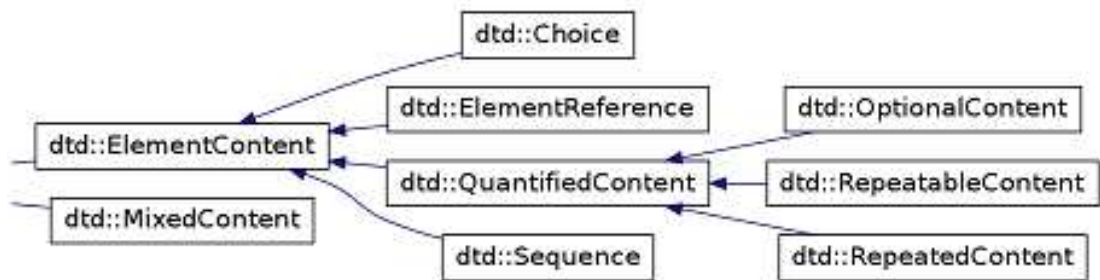 dtd::Choice
dtd::ElementReference
dtd::OptionalContent
dtd::ElementContent
dtd::QuantifiedContent
dtd::RepeatableContent
dtd::MixedContent
dtd::Sequence
dtd::RepeatedContent